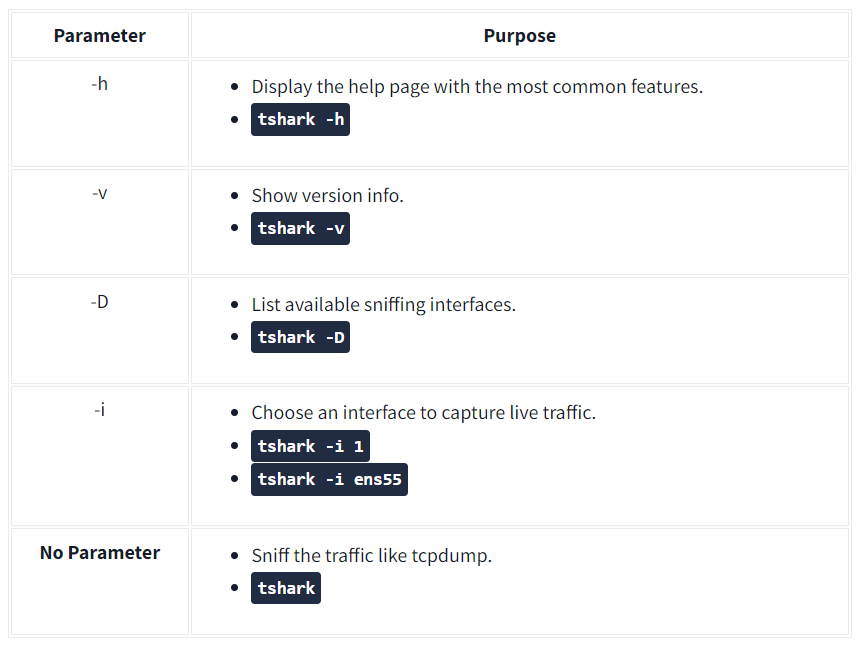 Parameter Purpose
-h
Display the help page with the most common features.
tshark -h
-v
Show version info.
tshark -v
-D
List available sniffing interfaces.
tshark -D
-i
Choose an interface to capture live traffic.
tshark -i 1
tshark -i ens55
No Parameter
Sniff the traffic like tcpdump.
tshark